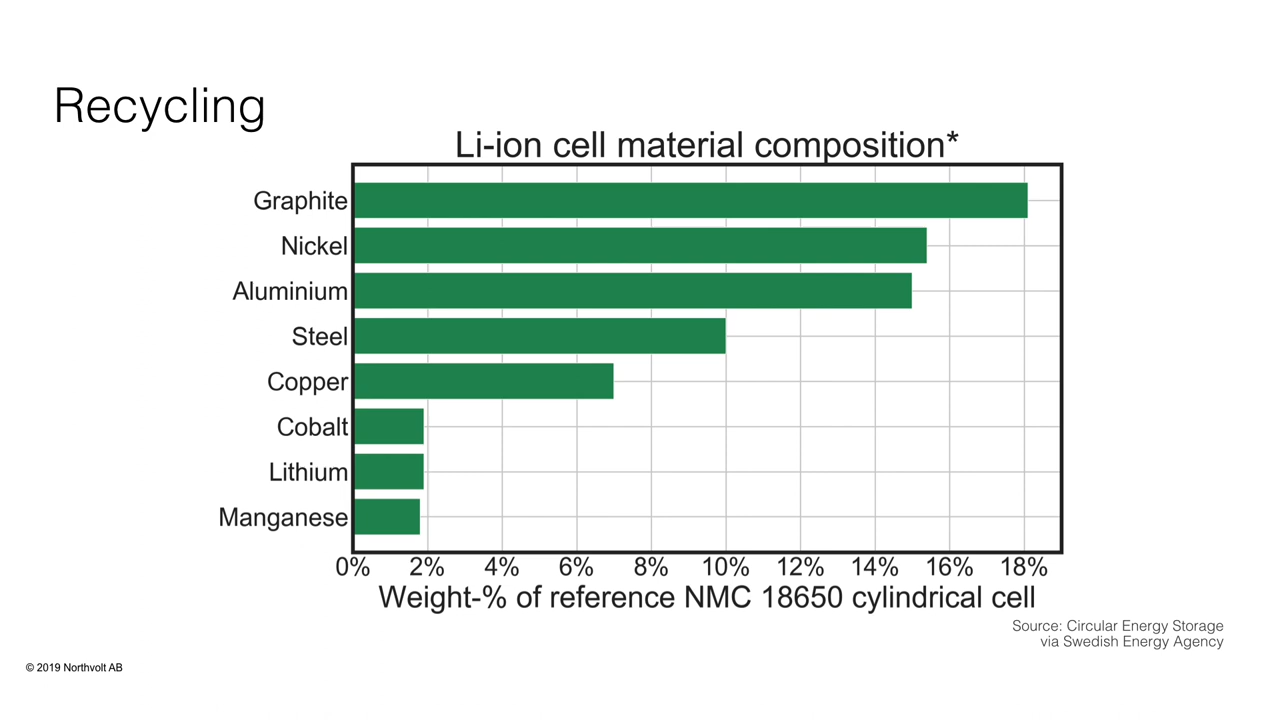 Recycling
Li-ion cell material composition*
Graphite
Nickel
Aluminium
Steel
Copper
Cobalt
Lithium
Manganese
0% 2% 4% 6% 8% 10% 12% 14% 16% 18%
Weight-% of reference NMC 18650 cylindrical cell
Source: Circular Energy Storage
via Swedish Energy Agency
© 2019 Northvolt AB